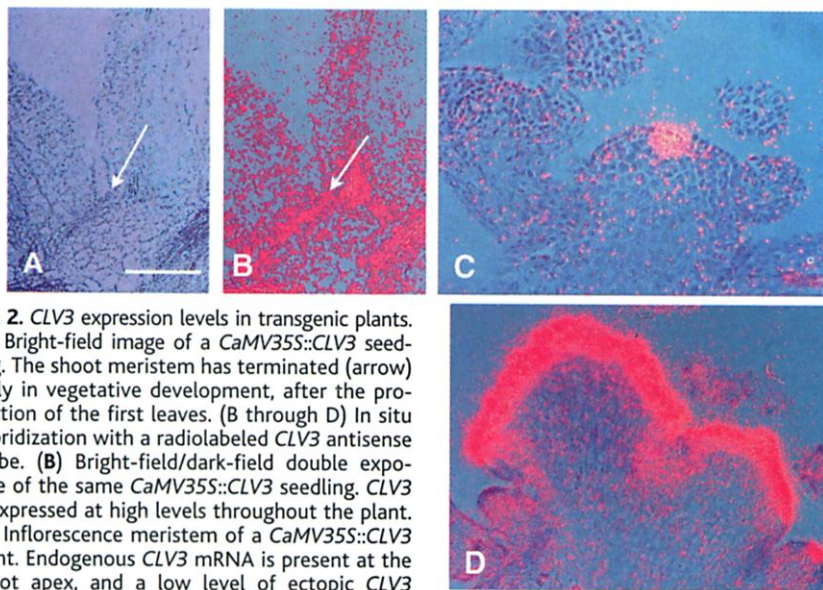 A
B
C
2. CLV3 expression levels in transgenic plants.
Bright-field image of a CaMV35S::CLV3 seed-
. The shoot meristem has terminated (arrow)
ly in vegetative development, after the pro-
tion of the first leaves. (B through D) In situ
bridization with a radiolabeled CLV3 antisense
be. (B) Bright-field/dark-field double expo-
e of the same CaMV35S::CLV3 seedling. CLV3
expressed at high levels throughout the plant.
Inflorescence meristem of a CaMV35S::CLV3
nt. Endogenous CLV3 mRNA is present at the
ot apex, and a low level of ectopic CLV3
D